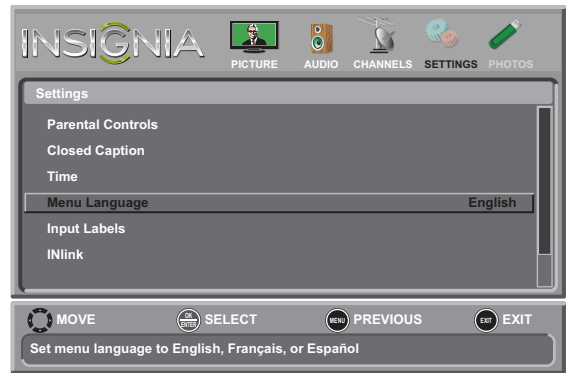 INSIGNIA
PICTURE AUDIO CHANNELS SETTINGS PHOTOS
Settings
Parental Controls
Closed Caption
Time
Menu Language English
Input Labels
INlink
MOVE OK ENTER SELECT MENU PREVIOUS EXIT EXIT
Set menu language to English, Français, or Español